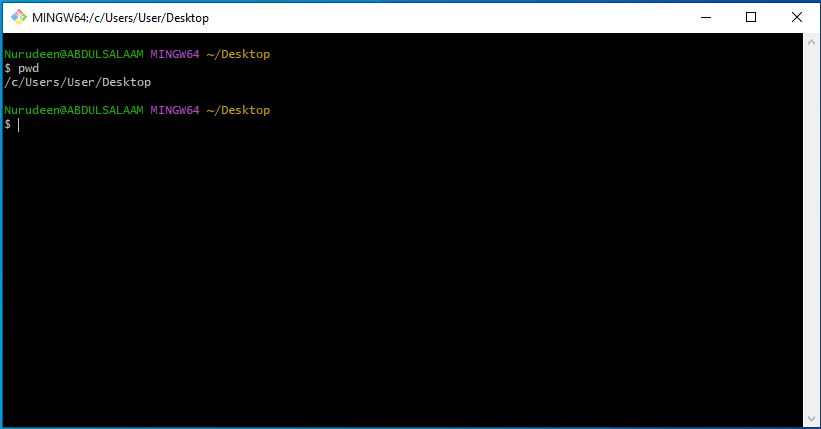 MINGW64:/c/Users/User/Desktop
Nurudeen@ABDULSALAAM MINGW64 ~/Desktop
$ pwd
/c/Users/User/Desktop
Nurudeen@ABDULSALAAM MINGW64 ~/Desktop
$